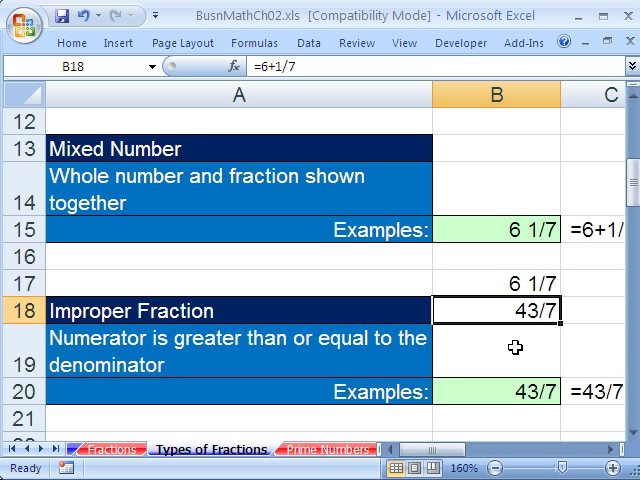 BusnMathCh02.xls [Compatibility Mode] - Microsoft Excel
Home Insert Page Layout Formulas Data Review View Developer Add-Ins
B18 fx =6+1/7
A B C
12
13 Mixed Number
14 Whole number and fraction shown
together
15 Examples: 6 1/7 =6+1/
16
17 6 1/7
18 Improper Fraction 43/7
19 Numerator is greater than or equal to the
denominator
20 Examples: 43/7 =43/7
21
Fractions Types of Fractions Prime Numbers
Ready 160%